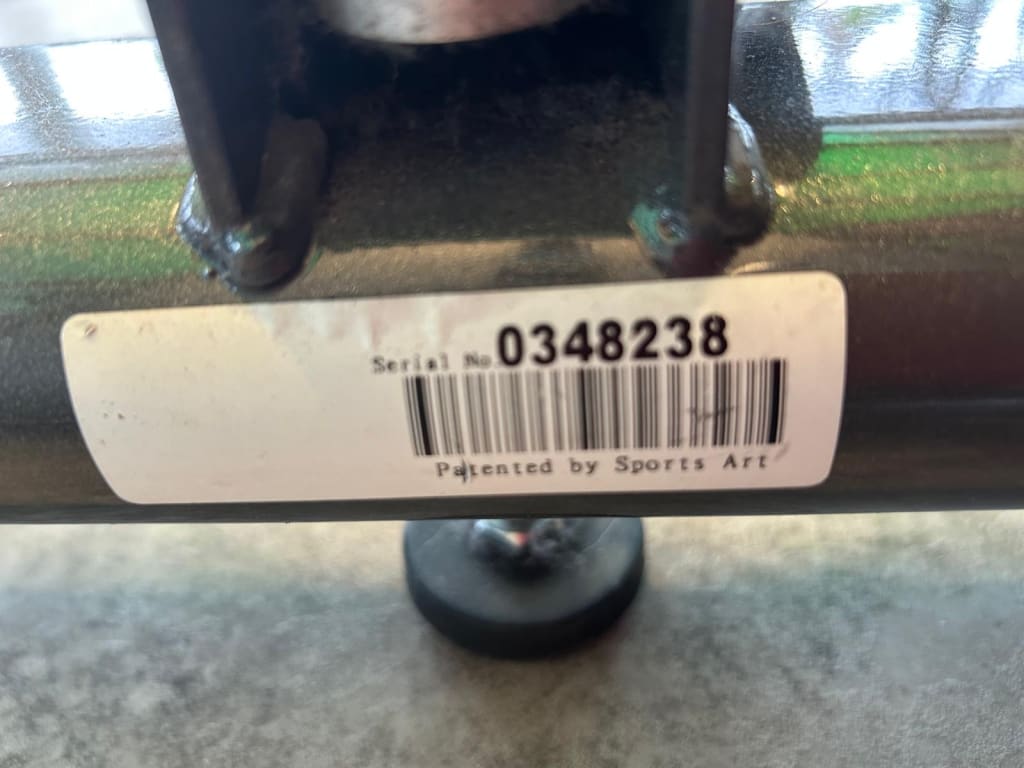 Serial No. 0348238
Patented by Sports Art